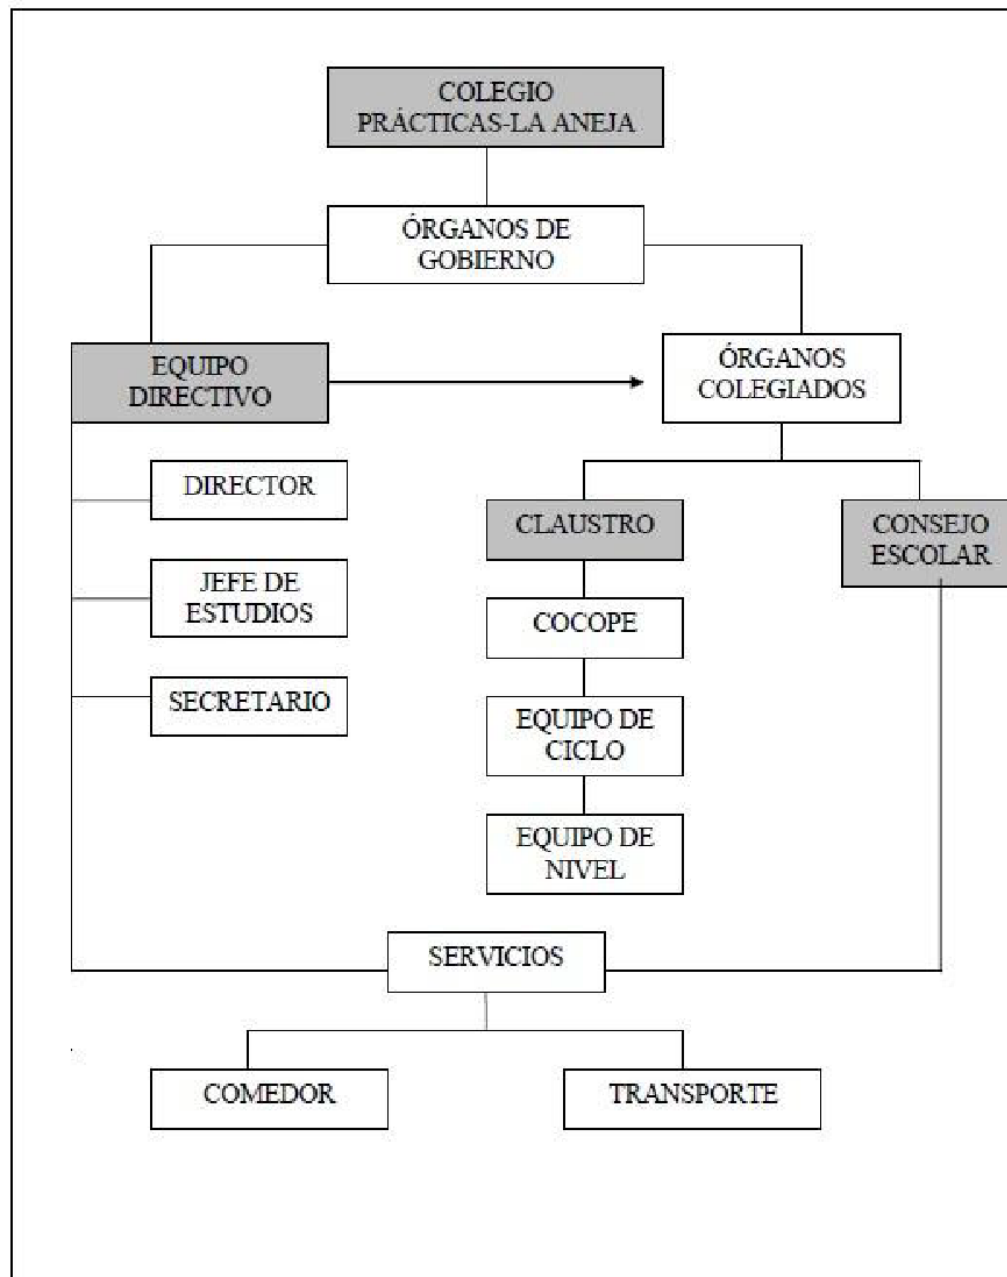 COLEGIO
PRÁCTICAS-LA ANEJA
ÓRGANOS DE
GOBIERNO
EQUIPO
DIRECTIVO
ÓRGANOS
COLEGIADOS
DIRECTOR
JEFE DE
ESTUDIOS
SECRETARIO
CLAUSTRO
COCOPE
EQUIPO DE
CICLO
EQUIPO DE
NIVEL
CONSEJO
ESCOLAR
SERVICIOS
COMEDOR
TRANSPORTE